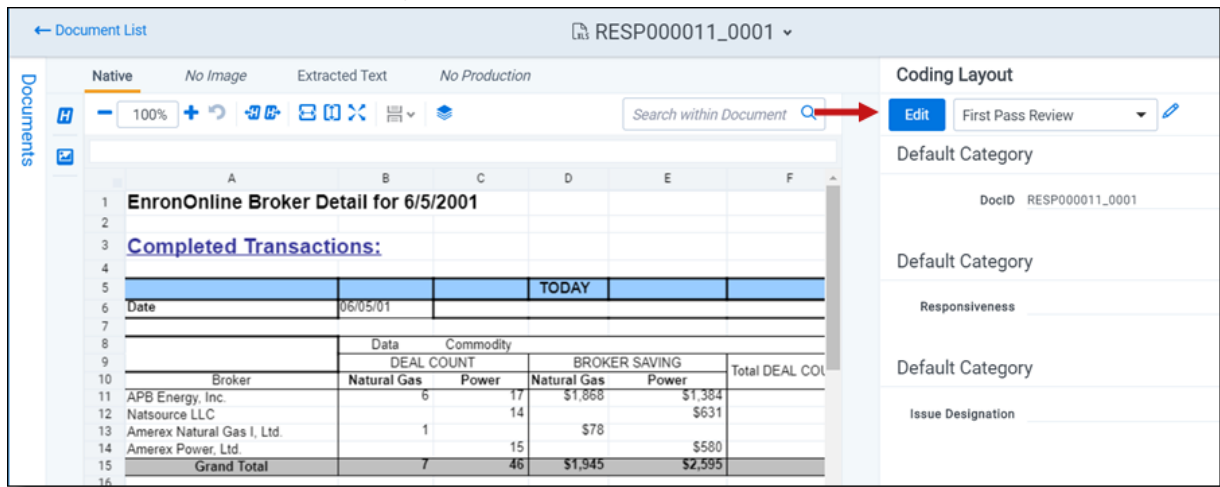 ← Document List
RESP000011_0001
Documents
Native No Image Extracted Text No Production
100%
Search within Document
A B C D E F
1 EnronOnline Broker Detail for 6/5/2001
2
3 Completed Transactions:
4
5 TODAY
6 Date 06/05/01
7
8 Data Commodity
9 DEAL COUNT BROKER SAVING Total DEAL COU
10 Broker Natural Gas Power Natural Gas Power
11 APB Energy, Inc. 6 17 $1,868 $1,384
12 Natsource LLC 14 $631
13 Amerex Natural Gas I, Ltd. 1 $78
14 Amerex Power, Ltd. 15 $580
15 Grand Total 7 46 $1,945 $2,595
16
Coding Layout
Edit First Pass Review
Default Category
DocID RESP000011_0001
Default Category
Responsiveness
Default Category
Issue Designation